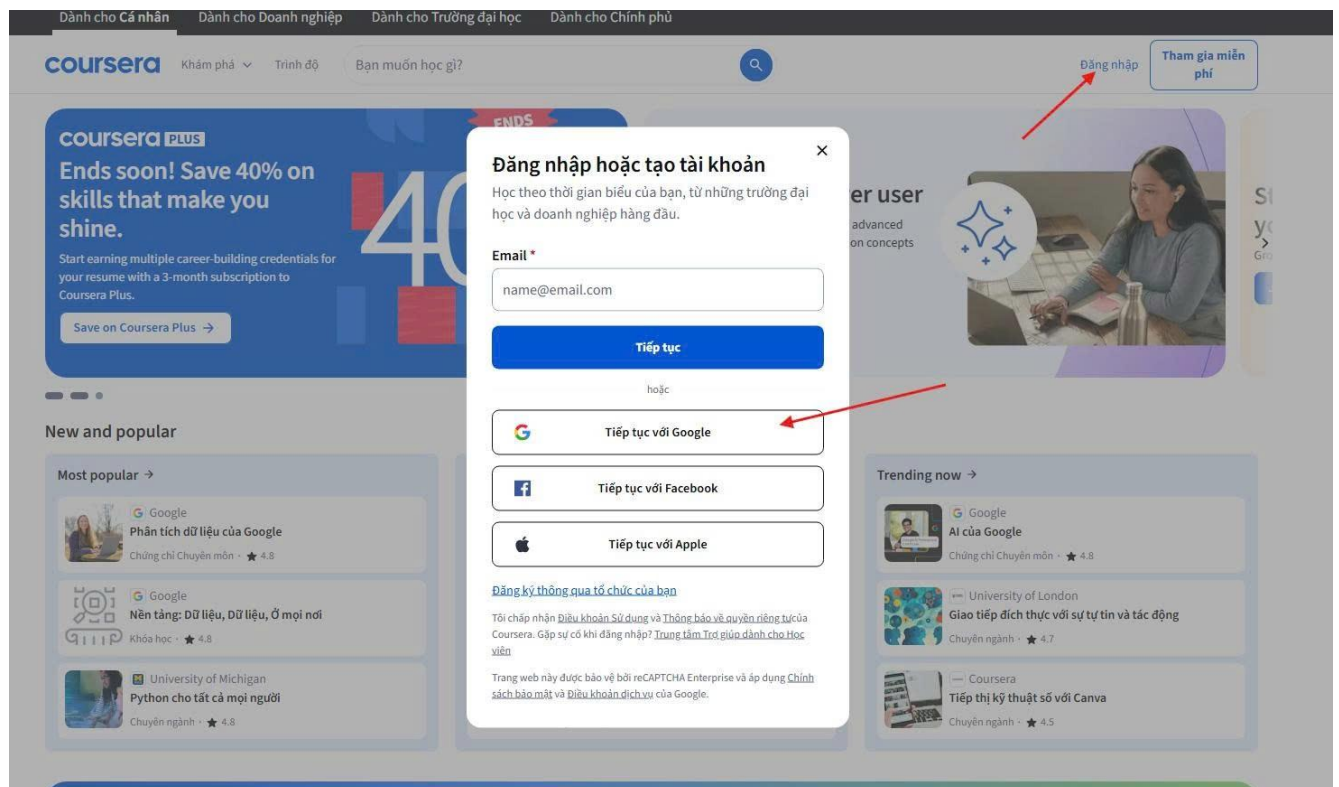 Dành cho Cá nhân Dành cho Doanh nghiệp Dành cho Trường đại học Dành cho Chính phủ
coursera Khám phá Trình độ Bạn muốn học gì? Đăng nhập Tham gia miễn phí
coursera PLUS
Ends soon! Save 40% on
skills that make you
shine.
Start earning multiple career-building credentials for
your resume with a 3-month subscription to
Coursera Plus.
Save on Coursera Plus →
ENDS
40
Đăng nhập hoặc tạo tài khoản
Học theo thời gian biểu của bạn, từ những trường đại
học và doanh nghiệp hàng đầu.
Email *
name@email.com
Tiếp tục
hoặc
Tiếp tục với Google
Tiếp tục với Facebook
Tiếp tục với Apple
Đăng ký thông qua tổ chức của bạn
Tôi chấp nhận Điều khoản Sử dụng và Thông báo về quyền riêng tưcủa
Coursera. Gặp sự cố khi đăng nhập? Trung tâm Trợ giúp dành cho Học
viên
Trang web này được bảo vệ bởi reCAPTCHA Enterprise và áp dụng Chính
sách bảo mật và Điều khoản dịch vụ của Google.
er user
advanced
on concepts
New and popular
Most popular →
Google
Phân tích dữ liệu của Google
Chứng chỉ Chuyên môn · ★ 4.8
Google
Nền tảng: Dữ liệu, Dữ liệu, Ở mọi nơi
Khóa học · ★ 4.8
University of Michigan
Python cho tất cả mọi người
Chuyên ngành · ★ 4.8
Trending now →
Google
AI của Google
Chứng chỉ Chuyên môn · ★ 4.8
University of London
Giao tiếp đích thực với sự tự tin và tác động
Chuyên ngành · ★ 4.7
Coursera
Tiếp thị kỹ thuật số với Canva
Chuyên ngành · ★ 4.5